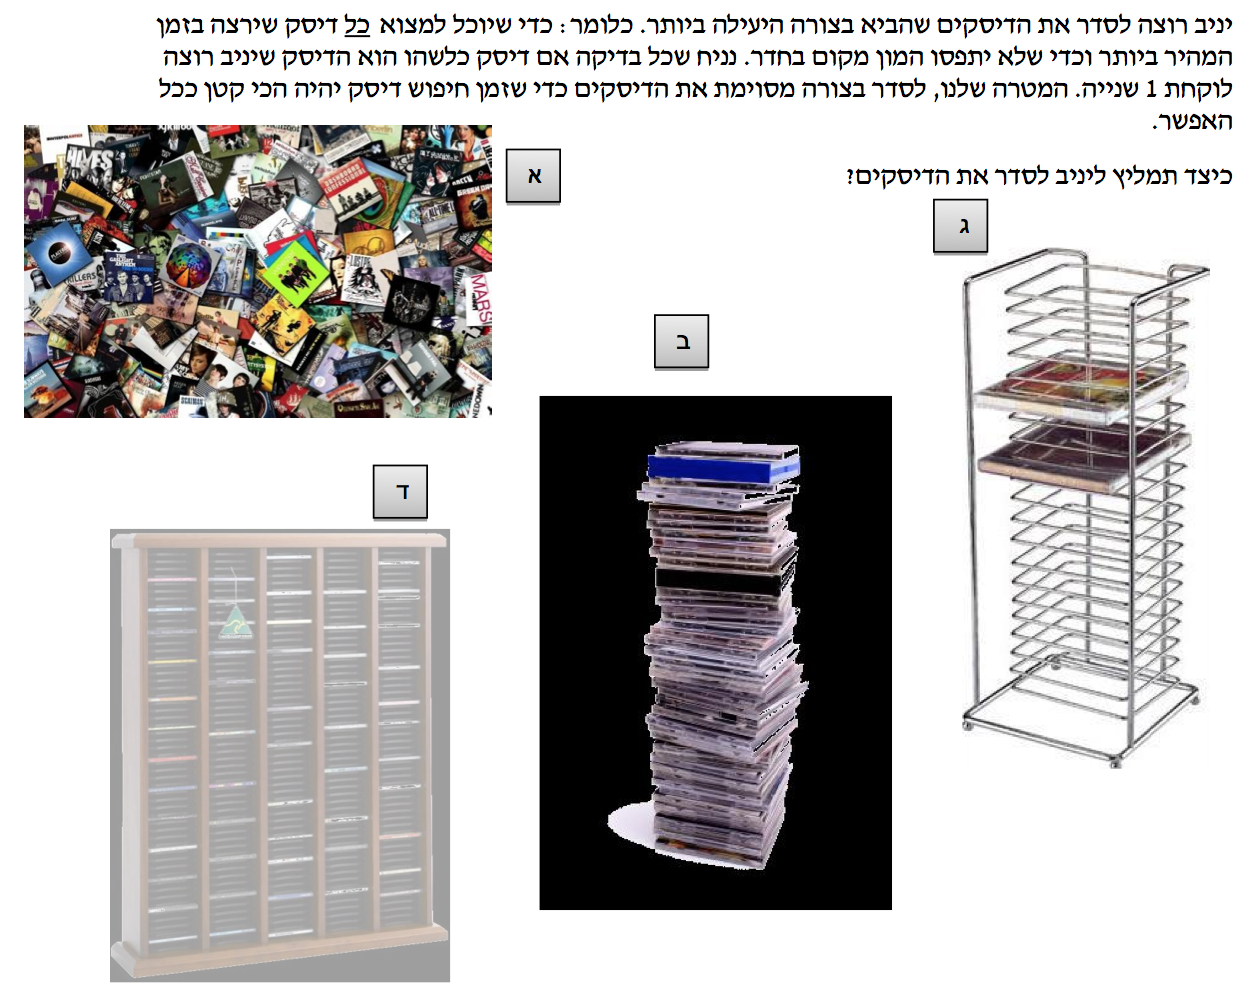 יניב רוצה לסדר את הדיסקים שהביא בצורה היעילה ביותר. כלומר: כדי שיוכל למצוא כל דיסק שירצה בזמן
המהיר ביותר וכדי שלא יתפסו המון מקום בחדר. נניח שכל בדיקה אם דיסק כלשהו הוא הדיסק שיניב רוצה
לוקחת 1 שנייה. המטרה שלנו, לסדר בצורה מסוימת את הדיסקים כדי שזמן חיפוש דיסק יהיה הכי קטן ככל
האפשר.
כיצד תמליץ ליניב לסדר את הדיסקים?
א
ג
ב
ד
HIVES
KILLERS
MARS